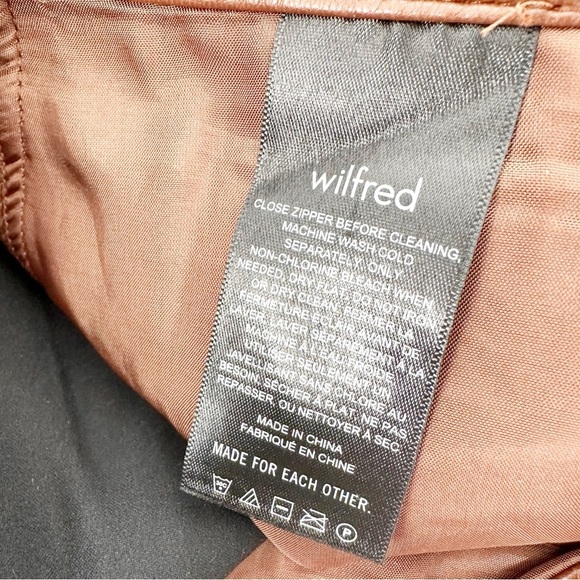 wilfred
CLOSE ZIPPER BEFORE CLEANING,
MACHINE WASH COLD
SEPARATELY. ONLY
NON-CHLORINE BLEACH WHEN
NEEDED, DRY FLAT, DO NOT IRON,
OR DRY CLEAN. FERMER LA
FERMETURE ÉCLAIR AVANT DE
LAVER, LAVER SÉPARÉMENT À LA
MACHINE À L'EAU FROIDE.
UTILISER SEULEMENT UN
JAVELLISANT SANS CHLORE AU
BESOIN. SÉCHER À PLAT, NE PAS
REPASSER, OU NETTOYER À SEC
MADE IN CHINA
FABRIQUÉ EN CHINE
MADE FOR EACH OTHER.
P